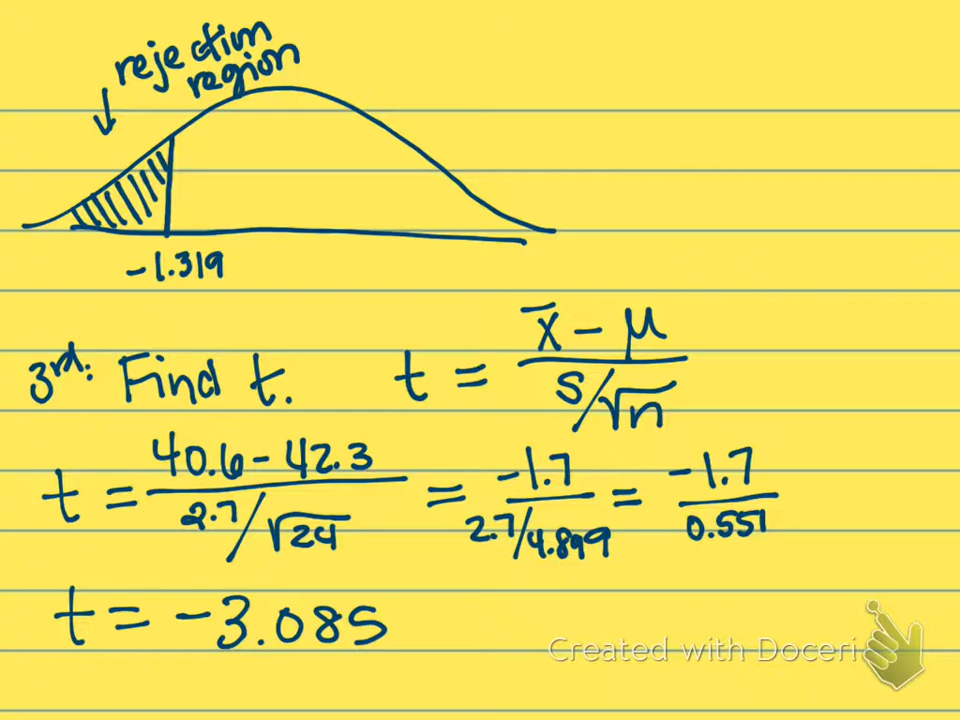 rejection
region
-1.319
3rd: Find t. t = x̄ - μ / s/√n
t = 40.6 - 42.3 / 2.7/√24 = -1.7 / 2.7/4.899 = -1.7 / 0.551
t = -3.085
Created with Doceri